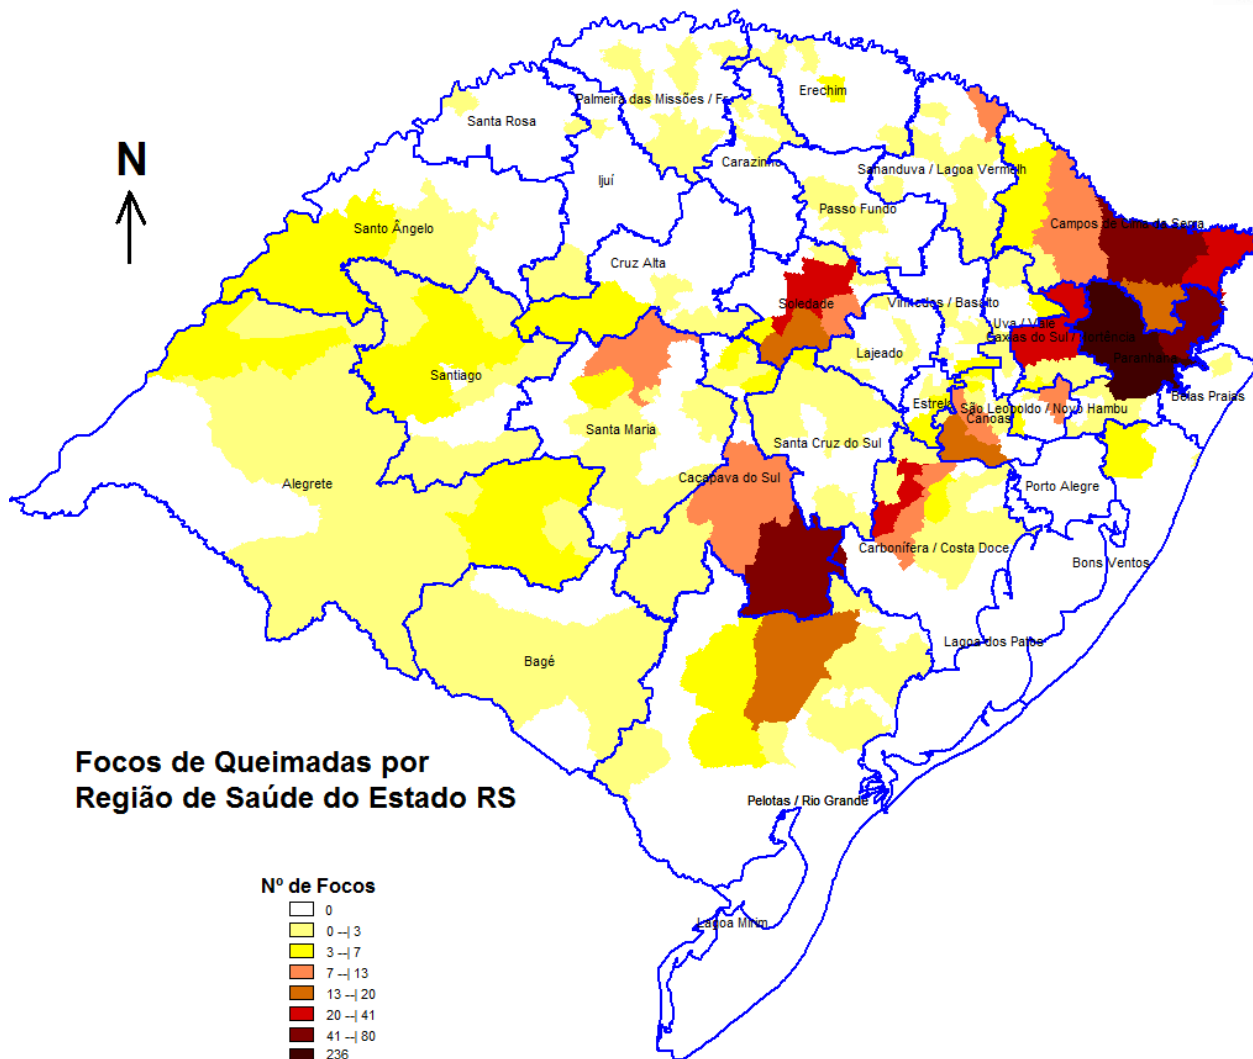 Palmeira das Missões / Fr
Erechim
Santa Rosa
N
Carazinho
Sananduva / Lagoa Vermelh
Ijuí
Passo Fundo
Santo Ângelo
Campos de Cima da Serra
Cruz Alta
Soledade
Vinhedos / Basalto
Uva / Vale
Caxias do Sul / Hortência
Lajeado
Paranhana
Santiago
Belas Praias
Estrela
São Leopoldo / Novo Hambu
Canoas
Santa Maria
Santa Cruz do Sul
Alegrete
Caçapava do Sul
Porto Alegre
Carbonífera / Costa Doce
Bons Ventos
Lagoa dos Patos
Bagé
Focos de Queimadas por
Região de Saúde do Estado RS
Pelotas / Rio Grande
Lagoa Mirim
Nº de Focos
0
0 --| 3
3 --| 7
7 --| 13
13 --| 20
20 --| 41
41 --| 80
236